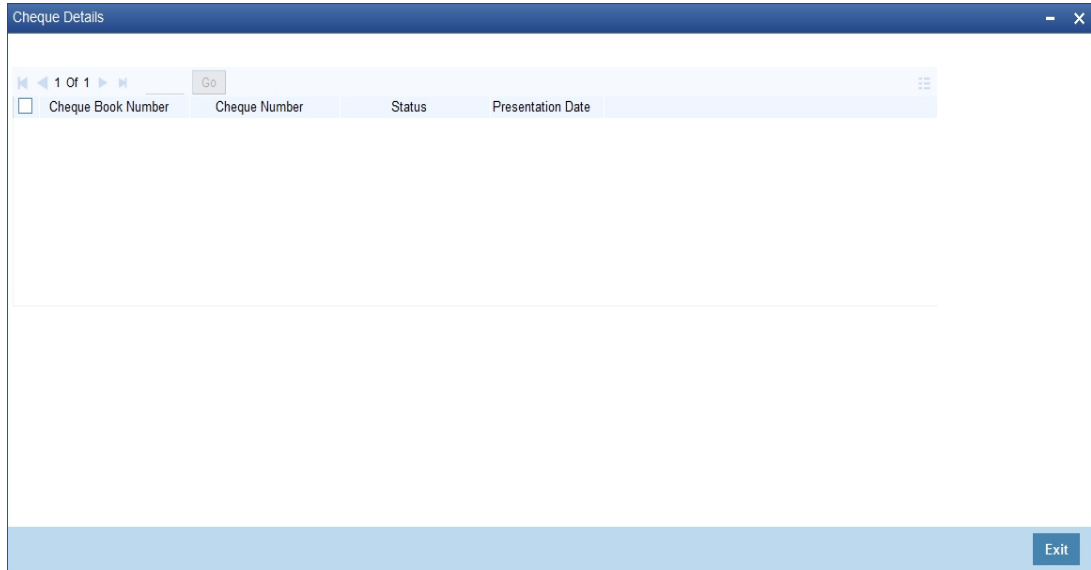 Cheque Details
1 Of 1 Go
Cheque Book Number Cheque Number Status Presentation Date
Exit